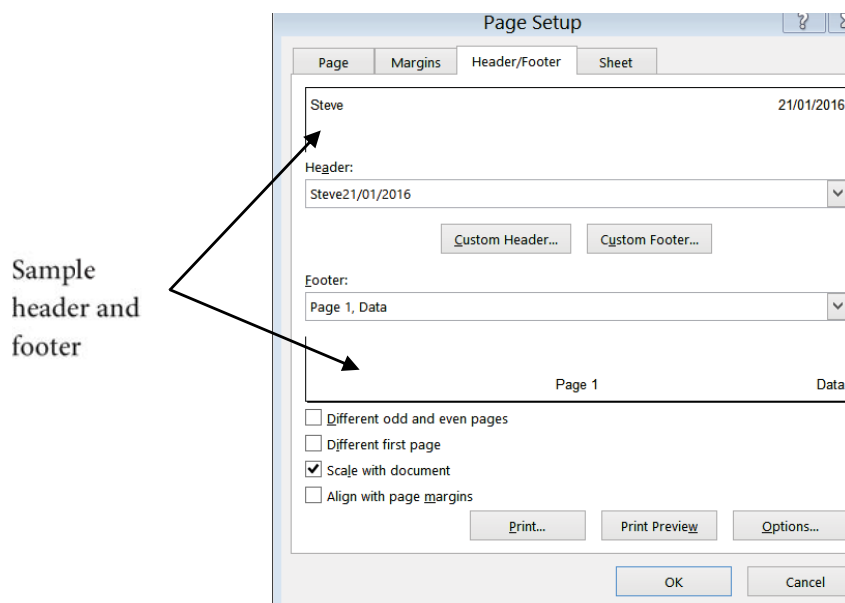 Page Setup
?
Page Margins Header/Footer Sheet
Steve 21/01/2016
Header:
Steve21/01/2016
Custom Header... Custom Footer...
Sample
header and
footer
Footer:
Page 1, Data
Page 1 Data
Different odd and even pages
Different first page
Scale with document
Align with page margins
Print... Print Preview Options...
OK Cancel